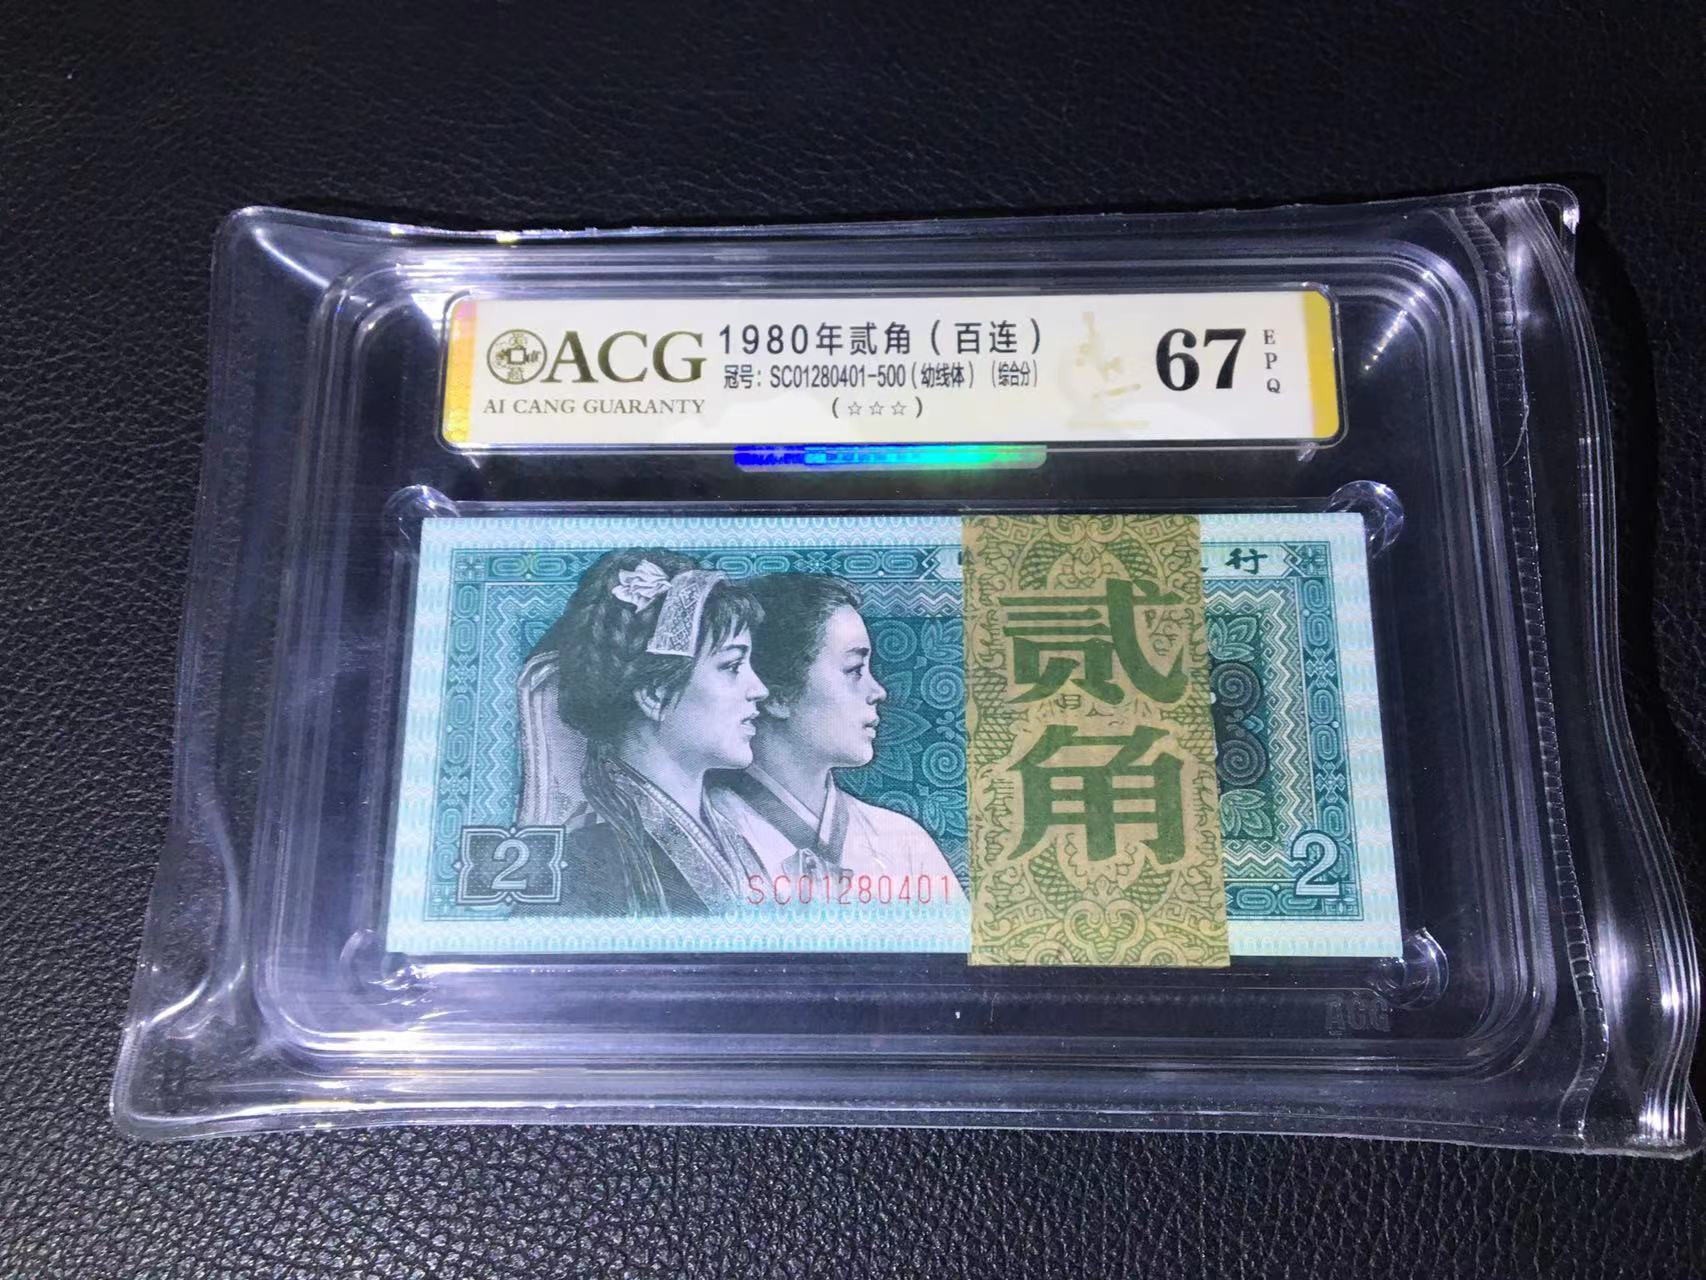 ACG
AI CANG GUARANTY
1980年贰角(百连)
冠号:SC01280401-500(幼线体)(综合分)
(☆☆☆)
67
EPQ
行
贰
角
2
SC01280401
2
ACG